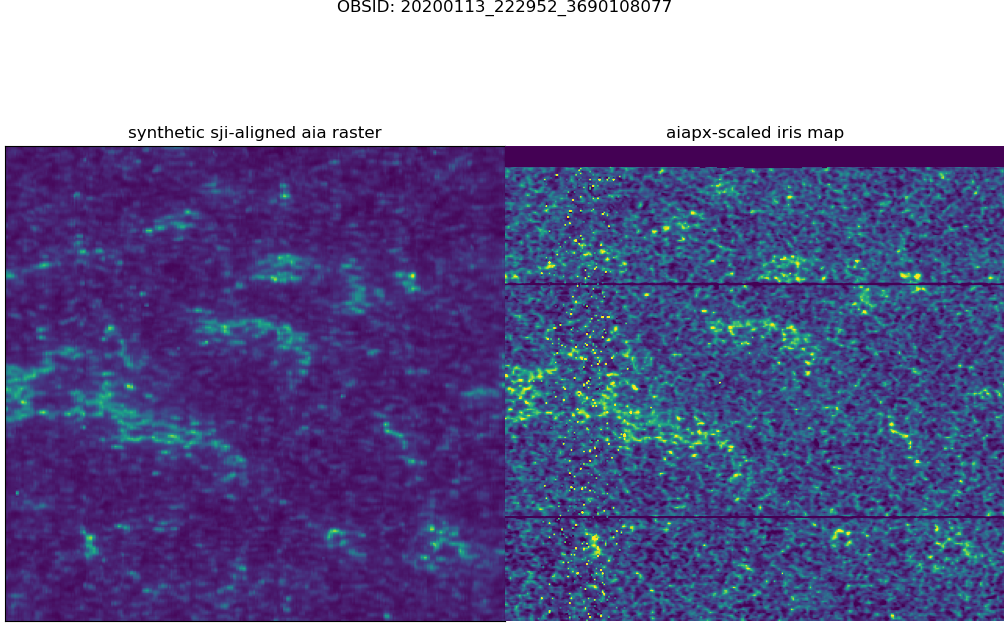 OBSID: 20200113_222952_3690108077
synthetic sji-aligned aia raster
aiapx-scaled iris map